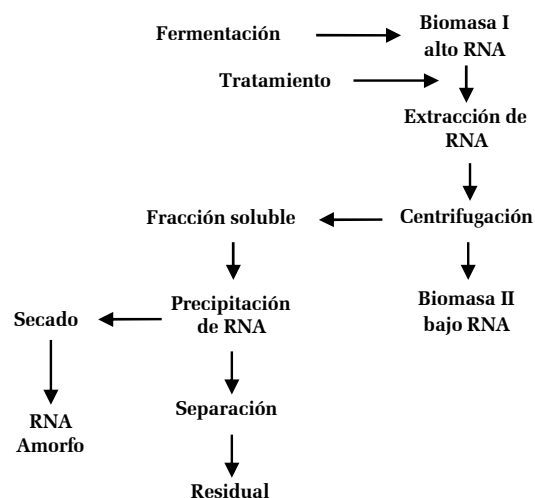 Fermentación
Biomasa I
alto RNA
Tratamiento
Extracción de
RNA
Fracción soluble
Centrifugación
Precipitación
de RNA
Biomasa II
bajo RNA
Secado
RNA
Amorfo
Separación
Residual